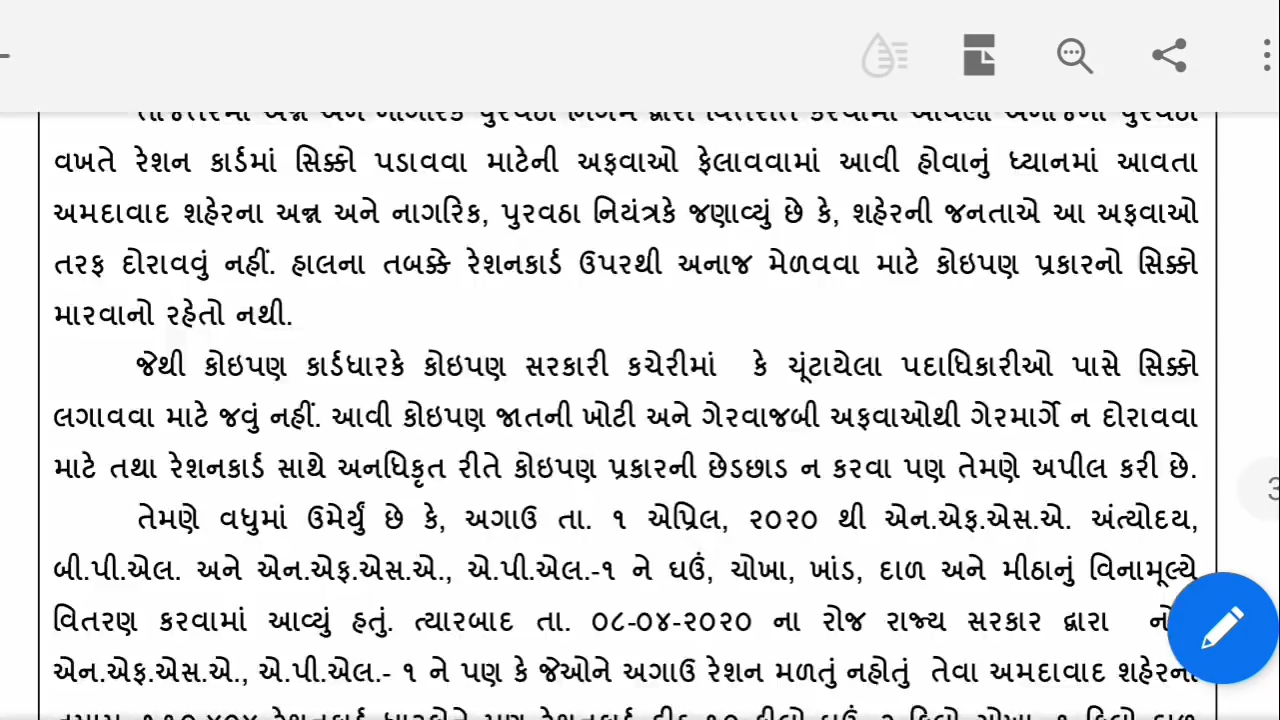 વખતે રેશન કાર્ડમાં સિક્કો પડાવવા માટેની અફવાઓ ફેલાવવામાં આવી હોવાનું ધ્યાનમાં આવતા
અમદાવાદ શહેરના અન્ન અને નાગરિક, પુરવઠા નિયંત્રકે જણાવ્યું છે કે, શહેરની જનતાએ આ અફવાઓ
તરફ દોરાવવું નહીં. હાલના તબક્કે રેશનકાર્ડ ઉપરથી અનાજ મેળવવા માટે કોઇપણ પ્રકારનો સિક્કો
મારવાનો રહેતો નથી.
જેથી કોઇપણ કાર્ડધારકે કોઇપણ સરકારી કચેરીમાં કે ચૂંટાયેલા પદાધિકારીઓ પાસે સિક્કો
લગાવવા માટે જવું નહીં. આવી કોઇપણ જાતની ખોટી અને ગેરવાજબી અફવાઓથી ગેરમાર્ગે ન દોરાવવા
માટે તથા રેશનકાર્ડ સાથે અનધિકૃત રીતે કોઇપણ પ્રકારની છેડછાડ ન કરવા પણ તેમણે અપીલ કરી છે.
તેમણે વધુમાં ઉમેર્યું છે કે, અગાઉ તા. ૧ એપ્રિલ, ૨૦૨૦ થી એન.એફ.એસ.એ. અંત્યોદય,
બી.પી.એલ. અને એન.એફ.એસ.એ., એ.પી.એલ.-૧ ને ઘઉં, ચોખા, ખાંડ, દાળ અને મીઠાનું વિનામૂલ્યે
વિતરણ કરવામાં આવ્યું હતું. ત્યારબાદ તા. ૦૮-૦૪-૨૦૨૦ ના રોજ રાજ્ય સરકાર દ્વારા
એન.એફ.એસ.એ., એ.પી.એલ.- ૧ ને પણ કે જેઓને અગાઉ રેશન મળતું નહોતું તેવા અમદાવાદ શહેરના